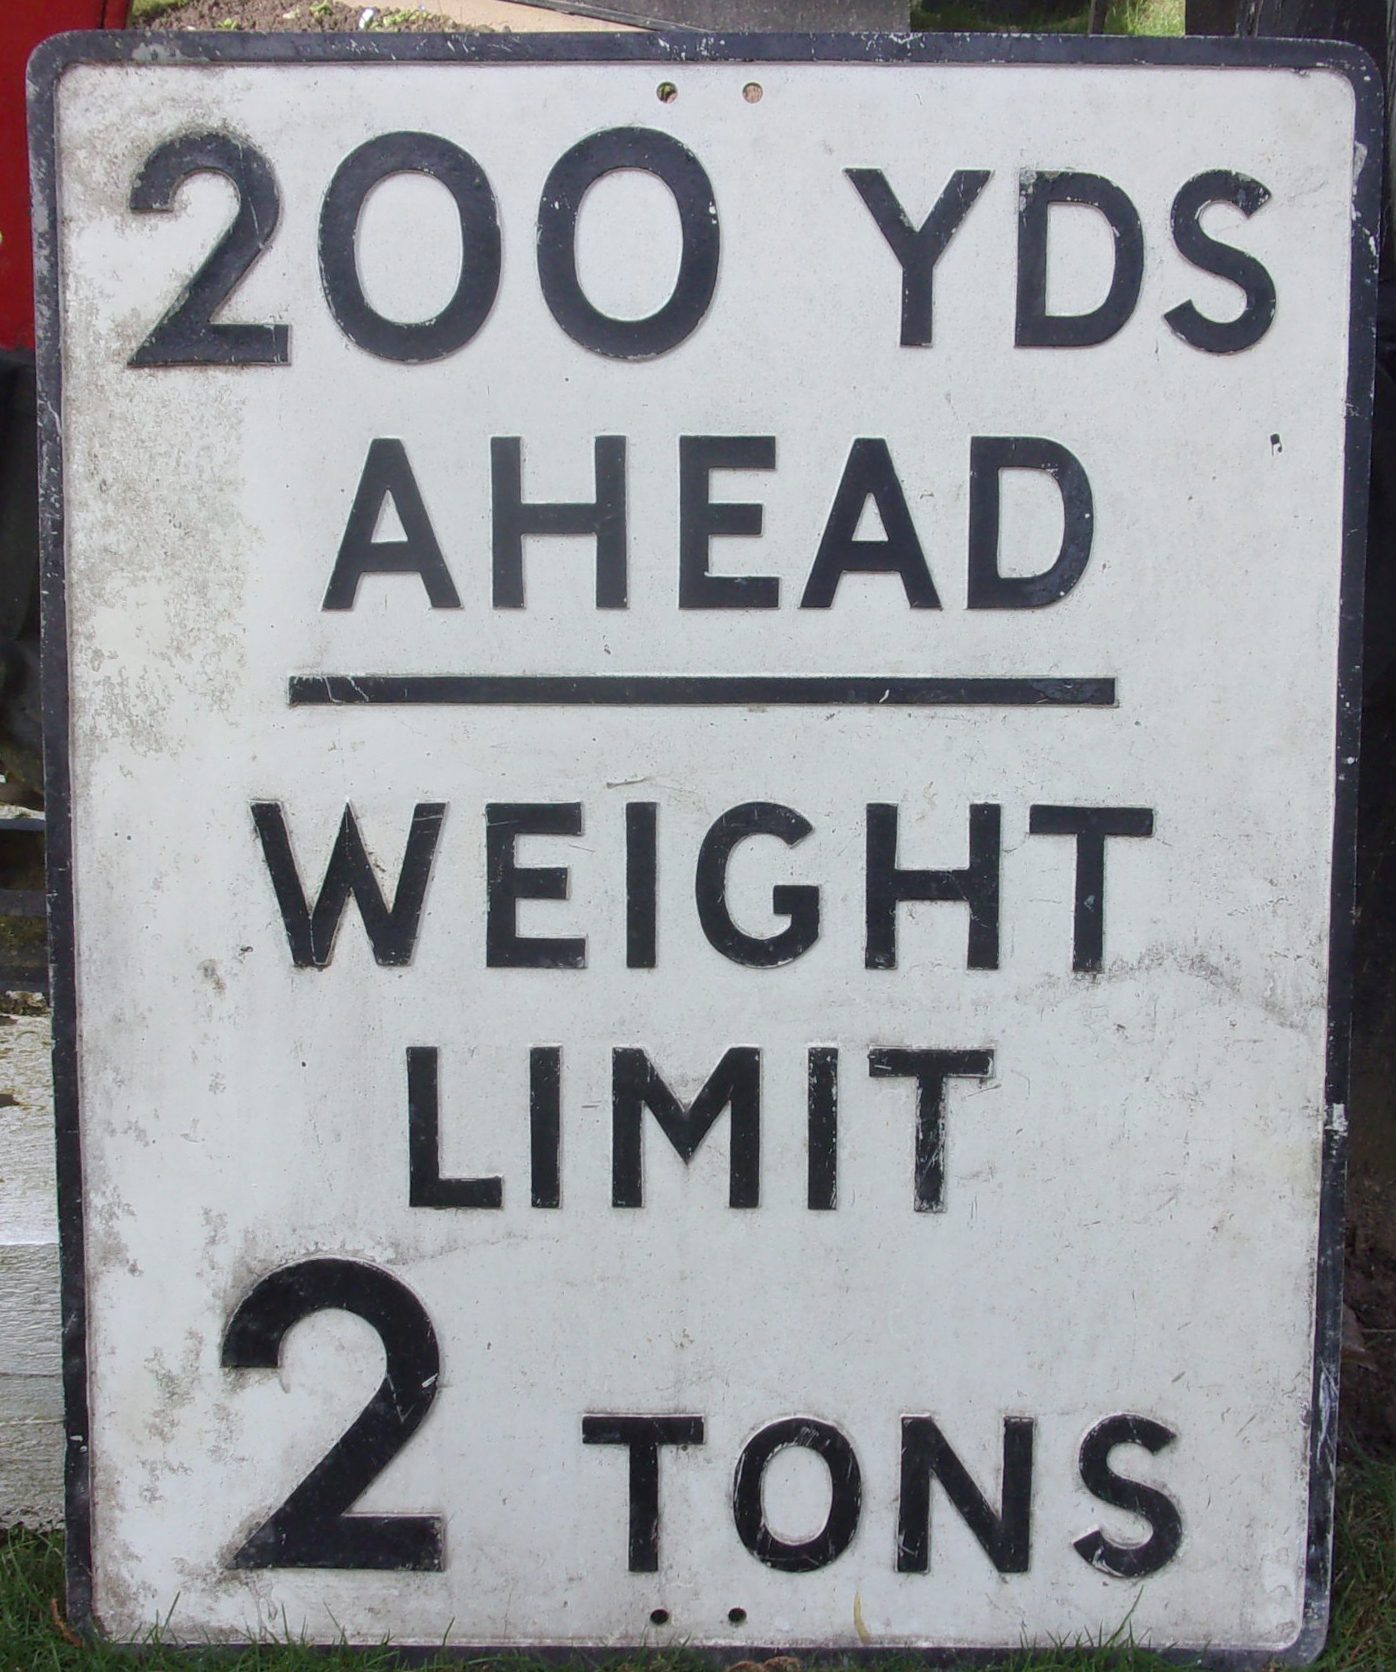 200 YDS
AHEAD
WEIGHT
LIMIT
2 TONS